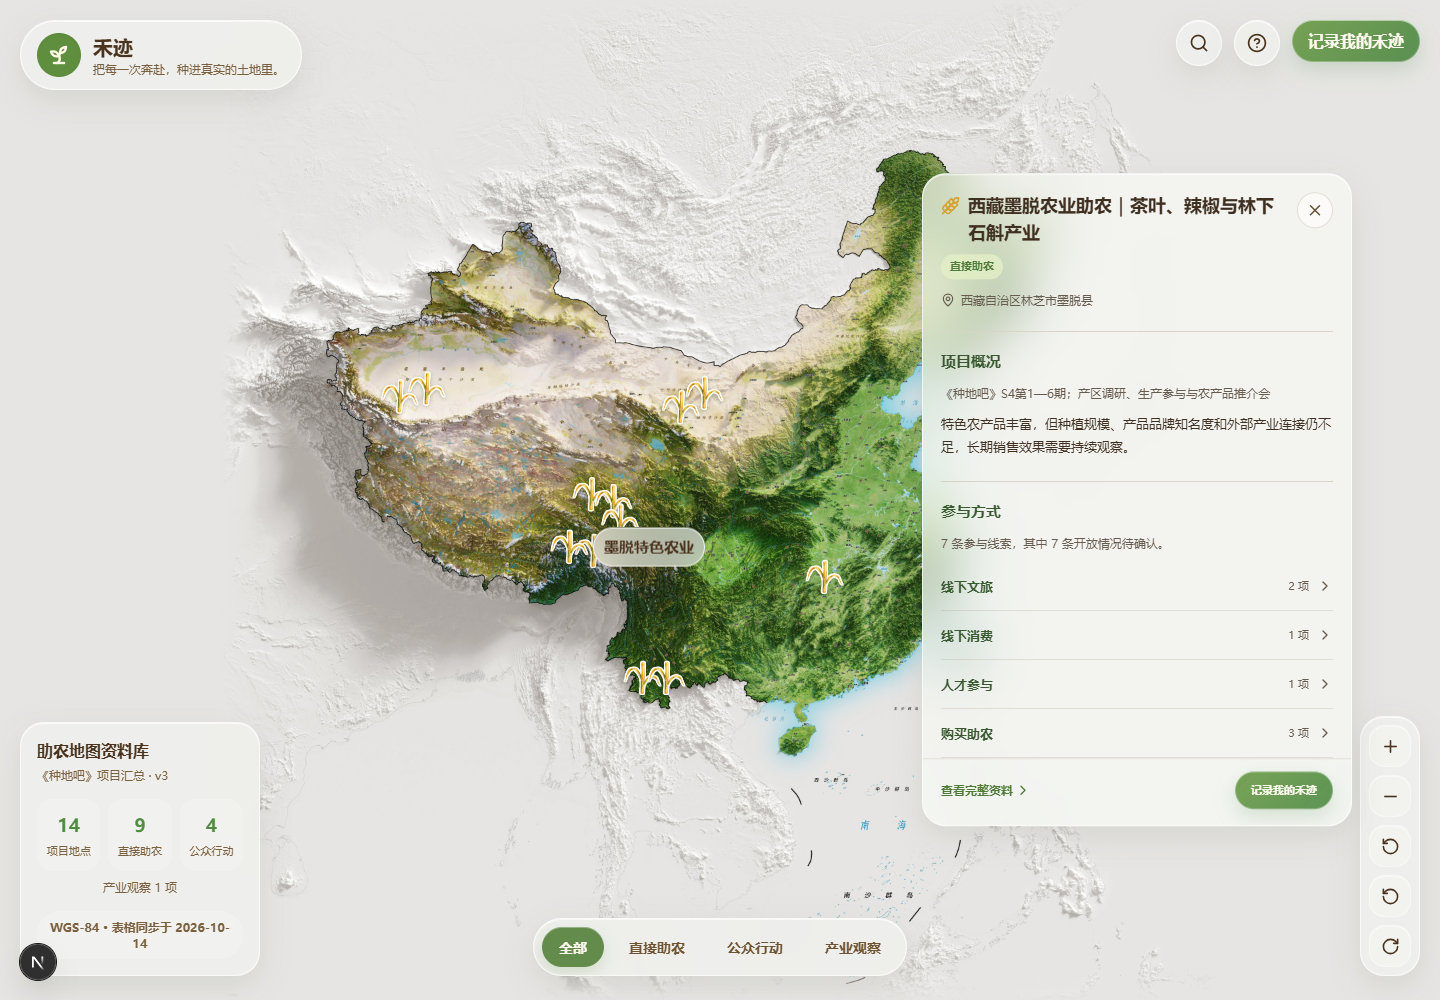 禾迹
把每一次奔赴，种进真实的土地里。
记录我的禾迹
西藏墨脱农业助农｜茶叶、辣椒与林下
石斛产业
直接助农
西藏自治区林芝市墨脱县
项目概况
《种地吧》S4第1—6期；产区调研、生产参与与农产品推介会
特色农产品丰富，但种植规模、产品品牌知名度和外部产业连接仍不
足，长期销售效果需要持续观察。
参与方式
7 条参与线索，其中 7 条开放情况待确认。
线下文旅
2 项
线下消费
1 项
人才参与
1 项
购买助农
3 项
查看完整资料
记录我的禾迹
墨脱特色农业
南 海
南 沙 群 岛
助农地图资料库
《种地吧》项目汇总 · v3
14
项目地点
9
直接助农
4
公众行动
产业观察 1 项
WGS-84 • 表格同步于 2026-10-
14
N
全部
直接助农
公众行动
产业观察